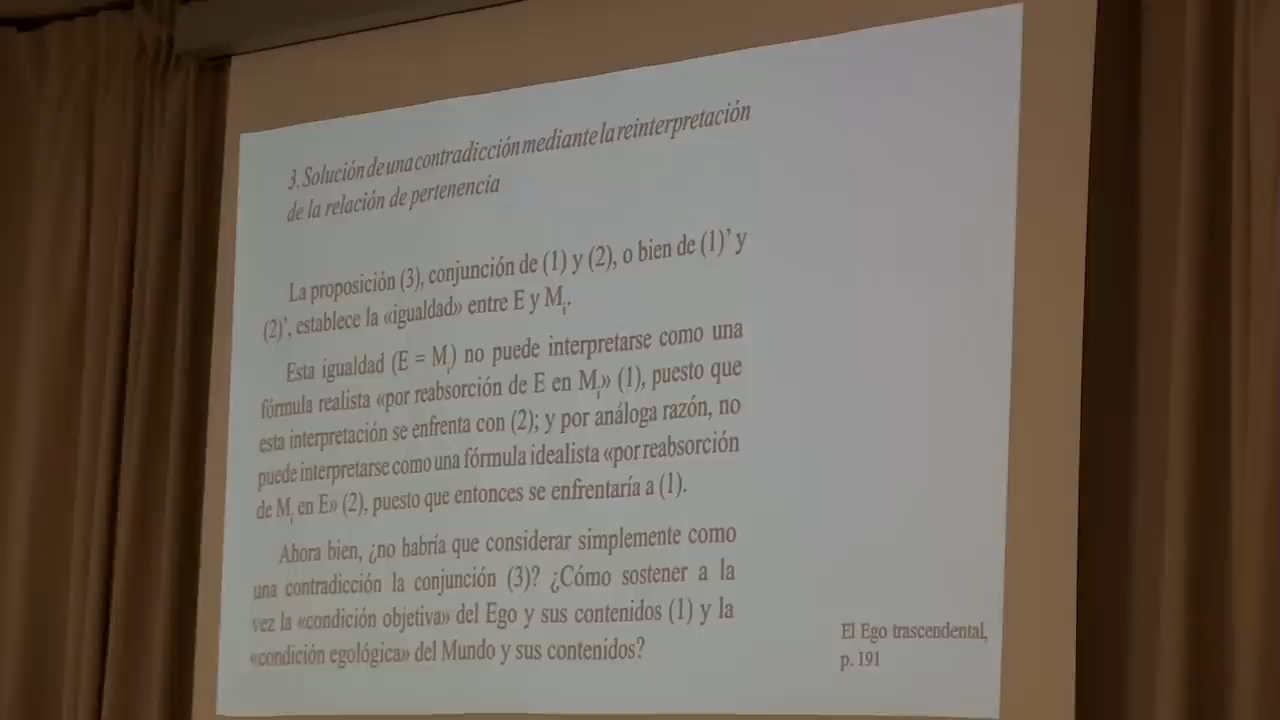 3. Solución de una contradicción mediante la reinterpretación
de la relación de pertenencia
La proposición (3), conjunción de (1) y (2), o bien de (1)’ y
(2)’, establece la «igualdad» entre E y Mᵢ.
Esta igualdad (E = Mᵢ) no puede interpretarse como una
fórmula realista «por reabsorción de E en Mᵢ» (1), puesto que
esta interpretación se enfrenta con (2); y por análoga razón, no
puede interpretarse como una fórmula idealista «por reabsorción
de Mᵢ en E» (2), puesto que entonces se enfrentaría a (1).
Ahora bien, ¿no habría que considerar simplemente como
una contradicción la conjunción (3)? ¿Cómo sostener a la
vez la «condición objetiva» del Ego y sus contenidos (1) y la
«condición egológica» del Mundo y sus contenidos?
El Ego trascendental,
p. 191